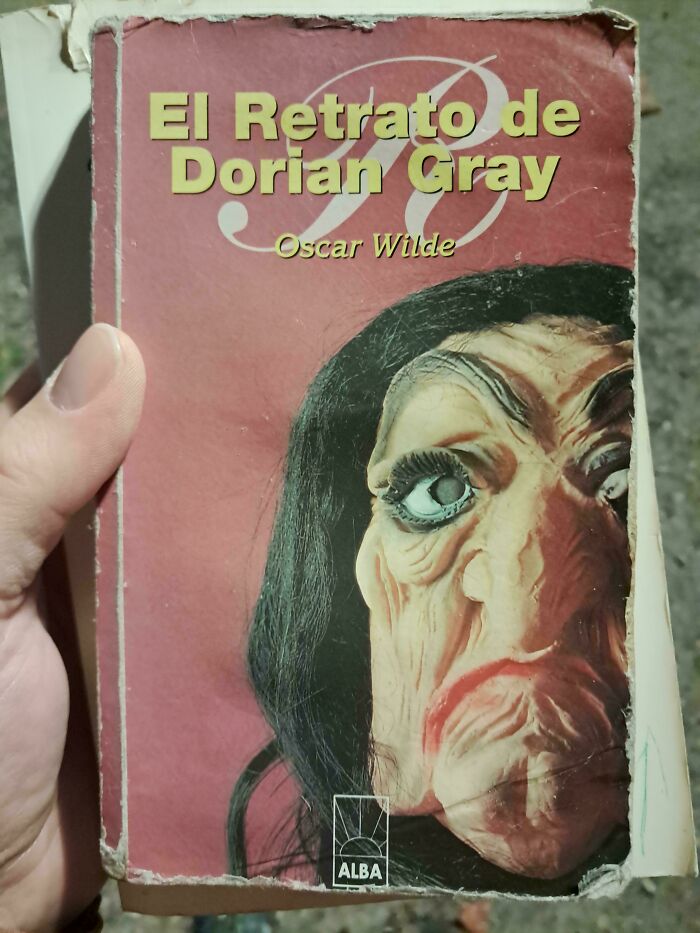 El Retrato de
Dorian Gray
R
Oscar Wilde
ALBA